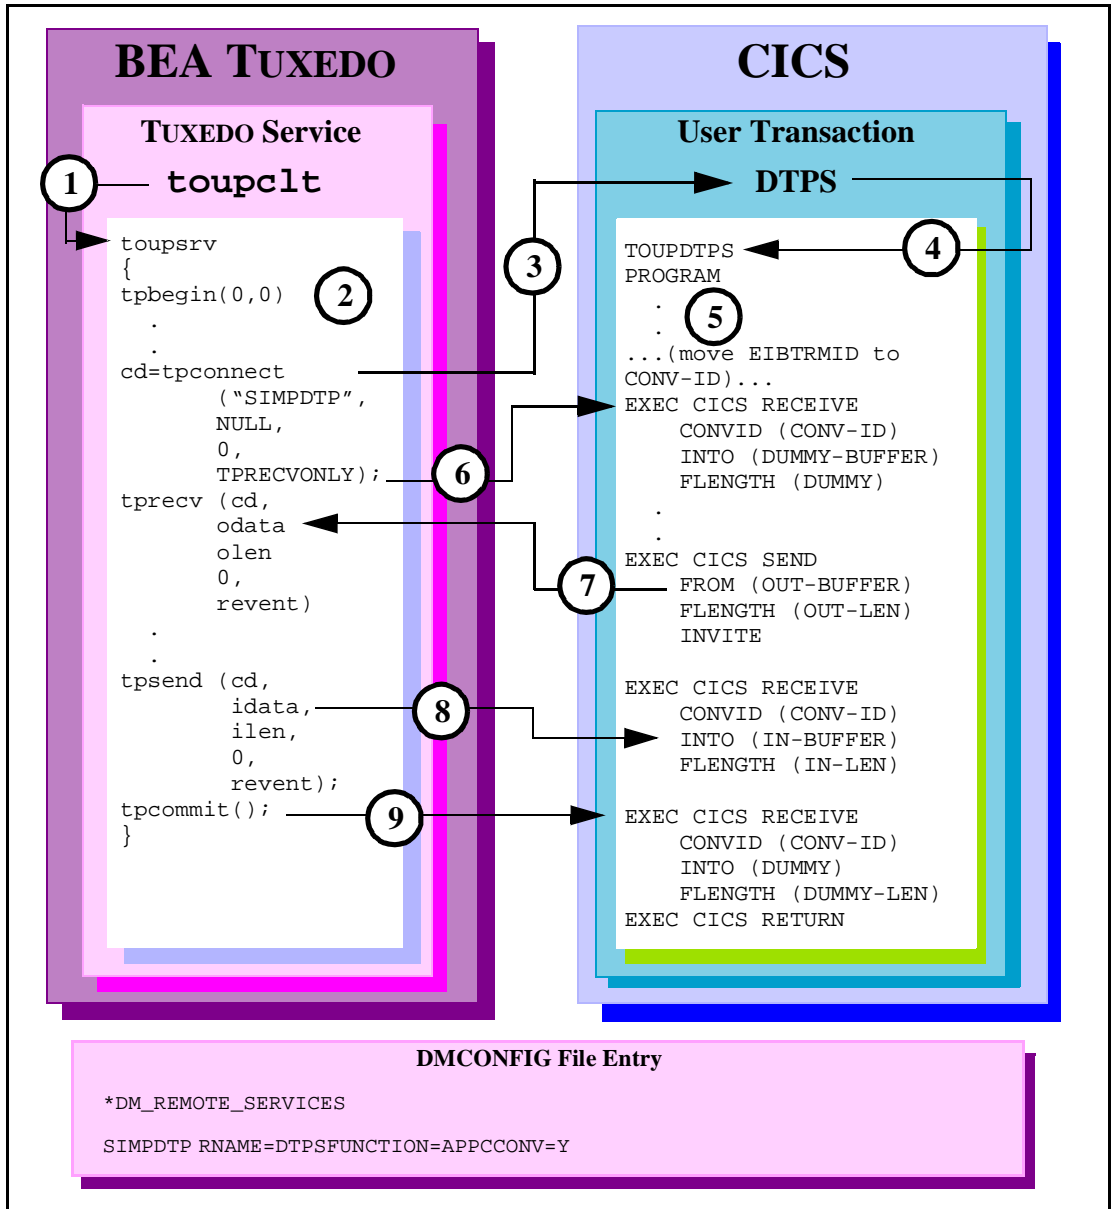 BEA TUXEDO
TUXEDO Service
1
toupclt
toupsrv
{
tpbegin(0,0)
2
.
.
cd=tpconnect
("SIMPDTP",
NULL,
0,
TPRECVONLY);
tprecv (cd,
odata
olen
0,
revent)
.
.
tpsend (cd,
idata,
ilen,
0,
revent);
tpcommit();
}
3
6
7
8
9
CICS
User Transaction
DTPS
4
TOUPDTPS
PROGRAM
.
.
5
...(move EIBTRMID to
CONV-ID)...
EXEC CICS RECEIVE
CONVID (CONV-ID)
INTO (DUMMY-BUFFER)
FLENGTH (DUMMY)
.
.
EXEC CICS SEND
FROM (OUT-BUFFER)
FLENGTH (OUT-LEN)
INVITE
EXEC CICS RECEIVE
CONVID (CONV-ID)
INTO (IN-BUFFER)
FLENGTH (IN-LEN)
EXEC CICS RECEIVE
CONVID (CONV-ID)
INTO (DUMMY)
FLENGTH (DUMMY-LEN)
EXEC CICS RETURN
DMCONFIG File Entry
*DM_REMOTE_SERVICES
SIMPDTP RNAME=DTPSFUNCTION=APPCCONV=Y